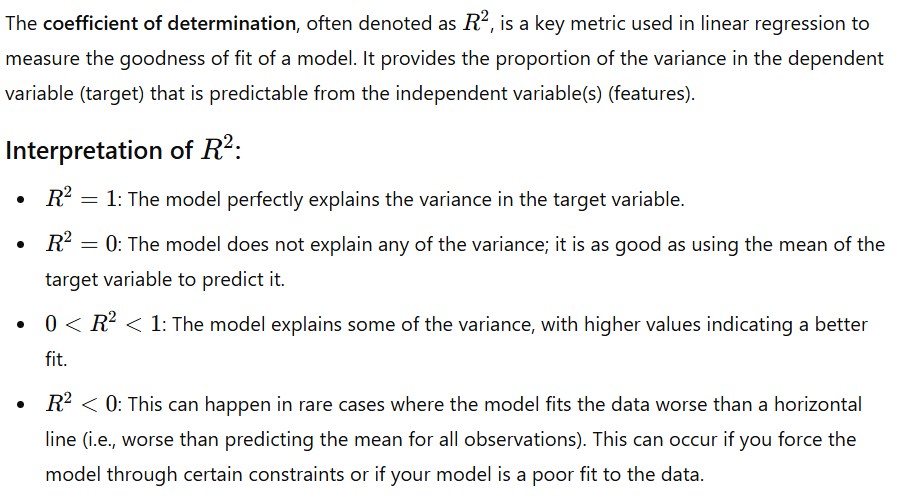 The coefficient of determination, often denoted as R², is a key metric used in linear regression to
measure the goodness of fit of a model. It provides the proportion of the variance in the dependent
variable (target) that is predictable from the independent variable(s) (features).
Interpretation of R²:
• R² = 1: The model perfectly explains the variance in the target variable.
• R² = 0: The model does not explain any of the variance; it is as good as using the mean of the
target variable to predict it.
• 0 < R² < 1: The model explains some of the variance, with higher values indicating a better
fit.
• R² < 0: This can happen in rare cases where the model fits the data worse than a horizontal
line (i.e., worse than predicting the mean for all observations). This can occur if you force the
model through certain constraints or if your model is a poor fit to the data.